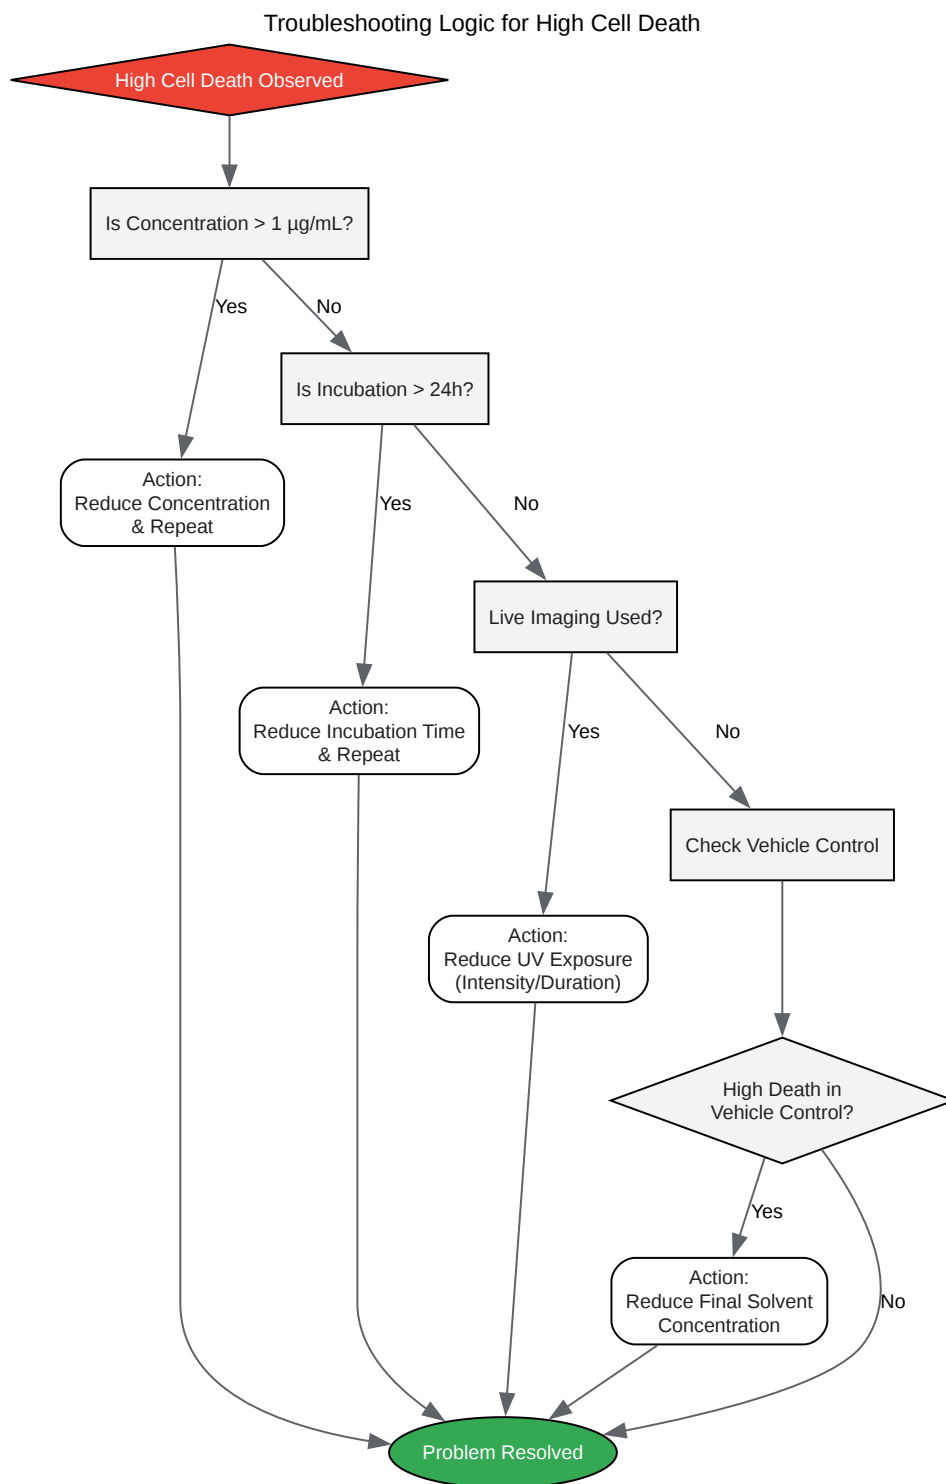 Troubleshooting Logic for High Cell Death
High Cell Death Observed
Is Concentration > 1 µg/mL?
Yes
No
Is Incubation > 24h?
Action:
Reduce Concentration
& Repeat
Yes
No
Live Imaging Used?
Action:
Reduce Incubation Time
& Repeat
Yes
No
Check Vehicle Control
Action:
Reduce UV Exposure
(Intensity/Duration)
High Death in
Vehicle Control?
Yes
Action:
Reduce Final Solvent
Concentration
No
Problem Resolved